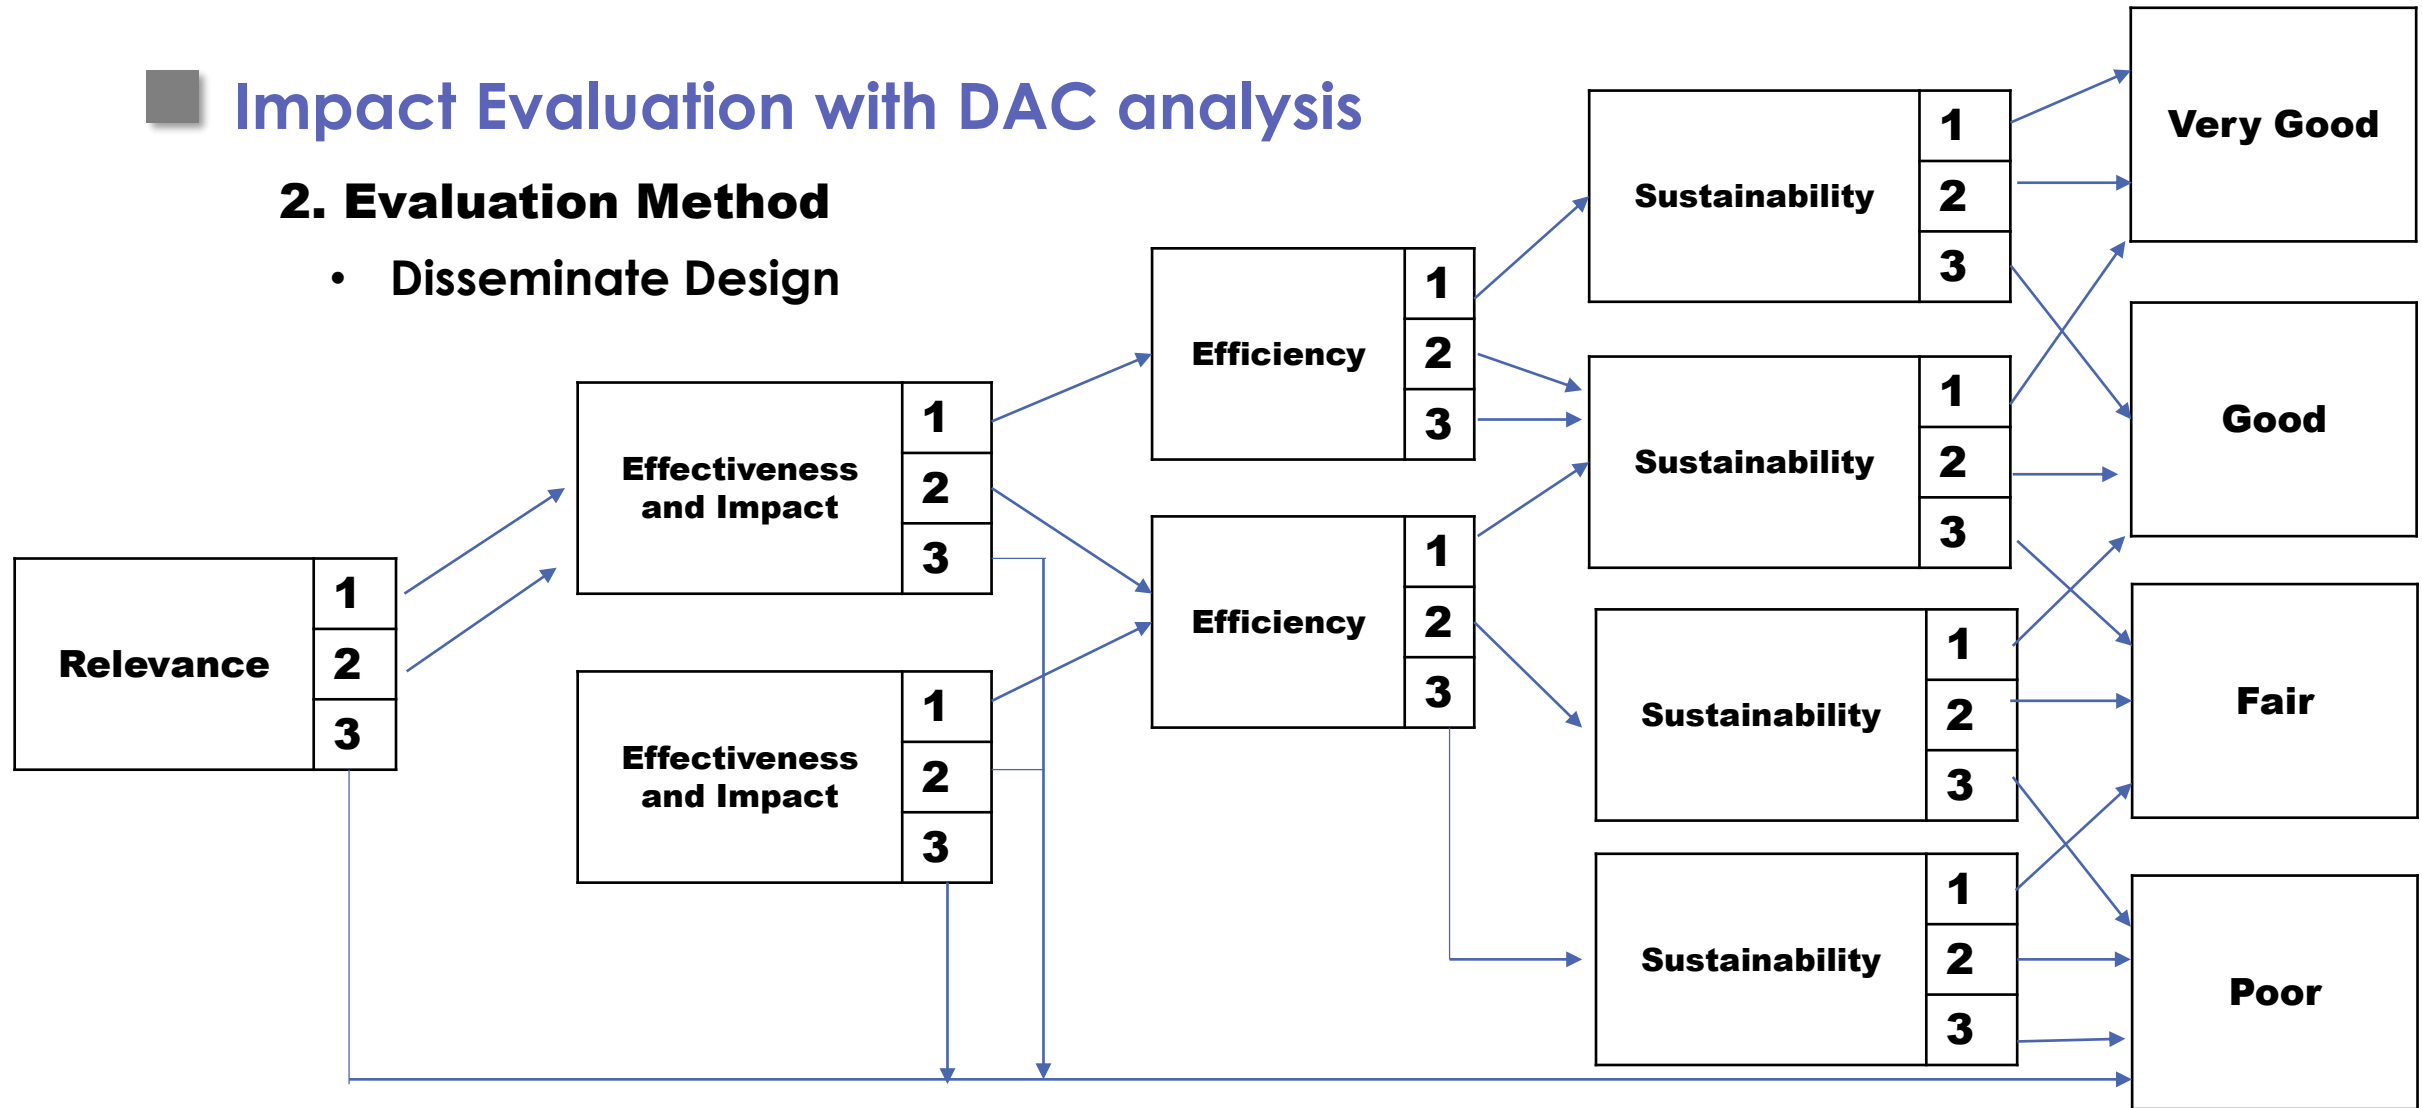 Impact Evaluation with DAC analysis
2. Evaluation Method
• Disseminate Design
Relevance
1
2
3
Effectiveness
and Impact
1
2
3
Effectiveness
and Impact
1
2
3
Efficiency
1
2
3
Efficiency
1
2
3
Sustainability
1
2
3
Sustainability
1
2
3
Sustainability
1
2
3
Sustainability
1
2
3
Very Good
Good
Fair
Poor